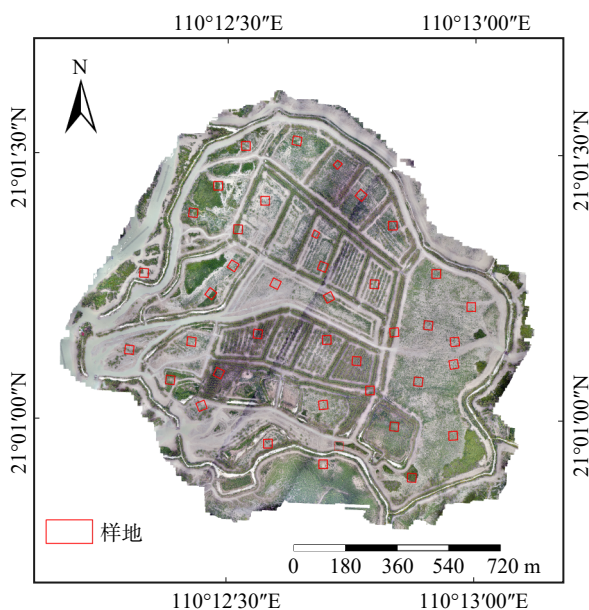 110°12′30″E 110°13′00″E
N
21°01′30″N 21°01′30″N
21°01′00″N 21°01′00″N
样地
0 180 360 540 720 m
110°12′30″E 110°13′00″E